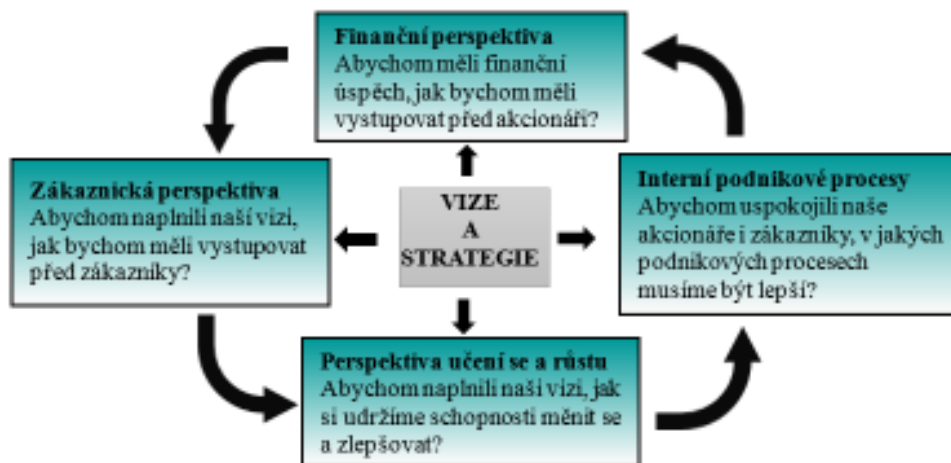 Finanční perspektiva
Abychom měli finanční
úspěch, jak bychom měli
vystupovat před akcionáři?
Zákaznická perspektiva
Abychom naplnili naší vizi,
jak bychom měli vystupovat
před zákazníky?
VIZE
A
STRATEGIE
Interní podnikové procesy
Abychom uspokojili naše
akcionáře i zákazníky, v jakých
podnikových procesech
musíme být lepší?
Perspektiva učení se a růstu
Abychom naplnili naši vizi, jak
si udržíme schopnosti měnit se
a zlepšovat?